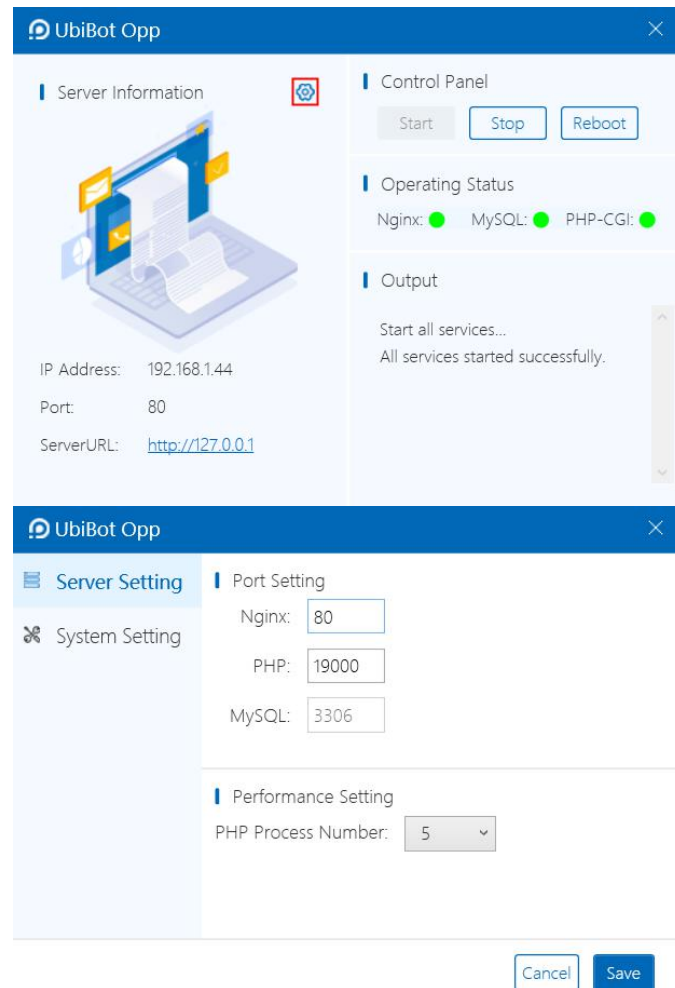 UbiBot Opp
Server Information
IP Address: 192.168.1.44
Port: 80
ServerURL: http://127.0.0.1
Control Panel
Start Stop Reboot
Operating Status
Nginx: MySQL: PHP-CGI:
Output
Start all services...
All services started successfully.
UbiBot Opp
Server Setting
System Setting
Port Setting
Nginx: 80
PHP: 19000
MySQL: 3306
Performance Setting
PHP Process Number: 5
Cancel Save